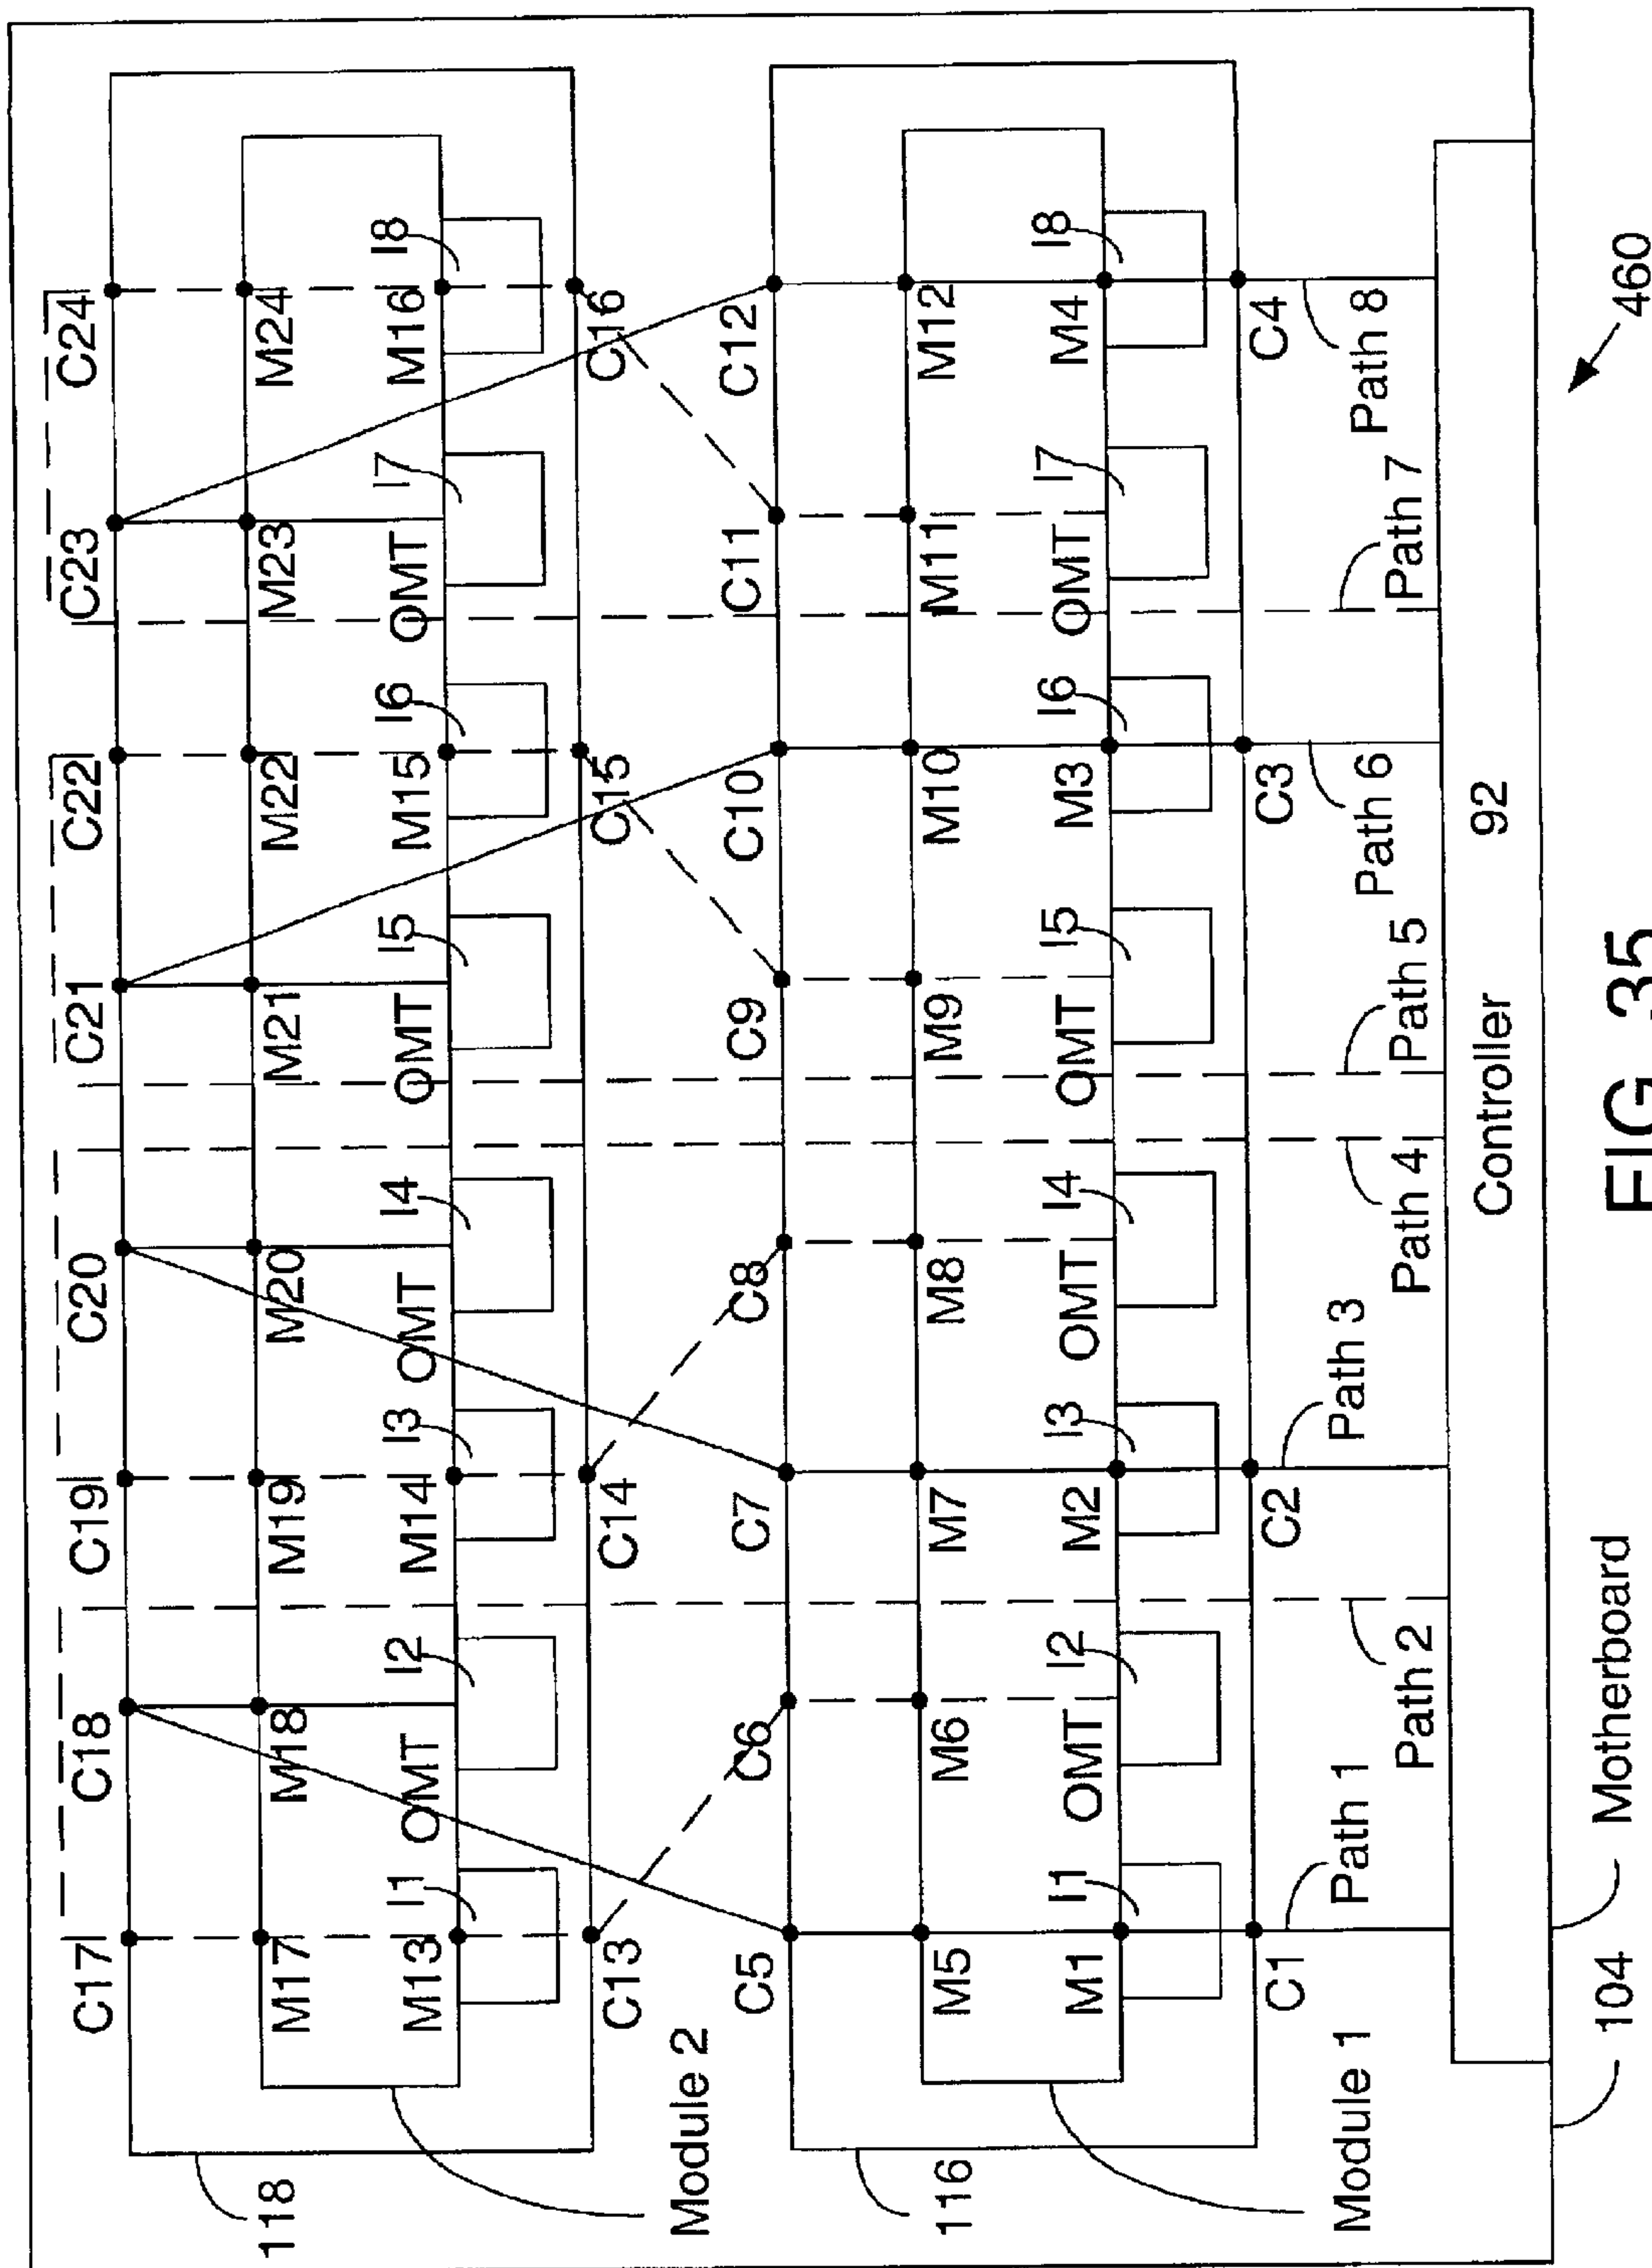 C17 C18 C19 C20 C21 C22 C23 C24
M17 M18 M19 M20 M21 M22 M23 M24
I1 I2 I3 I4 I5 I6 I7 I8
M13 OMT M14 OMT OMT M15 OMT M16
118
C13 C14 C15 C16
Module 2
C5 C6 C7 C8 C9 C10 C11 C12
M5 M6 M7 M8 M9 M10 M11 M12
I1 I2 I3 I4 I5 I6 I7 I8
M1 OMT M2 OMT OMT M3 OMT M4
116
C1 C2 C3 C4
Module 1
Path 1 Path 3 Path 6 Path 8
Path 2 Path 4 Path 5 Path 7
Controller 92
104 Motherboard
460
FIG. 35